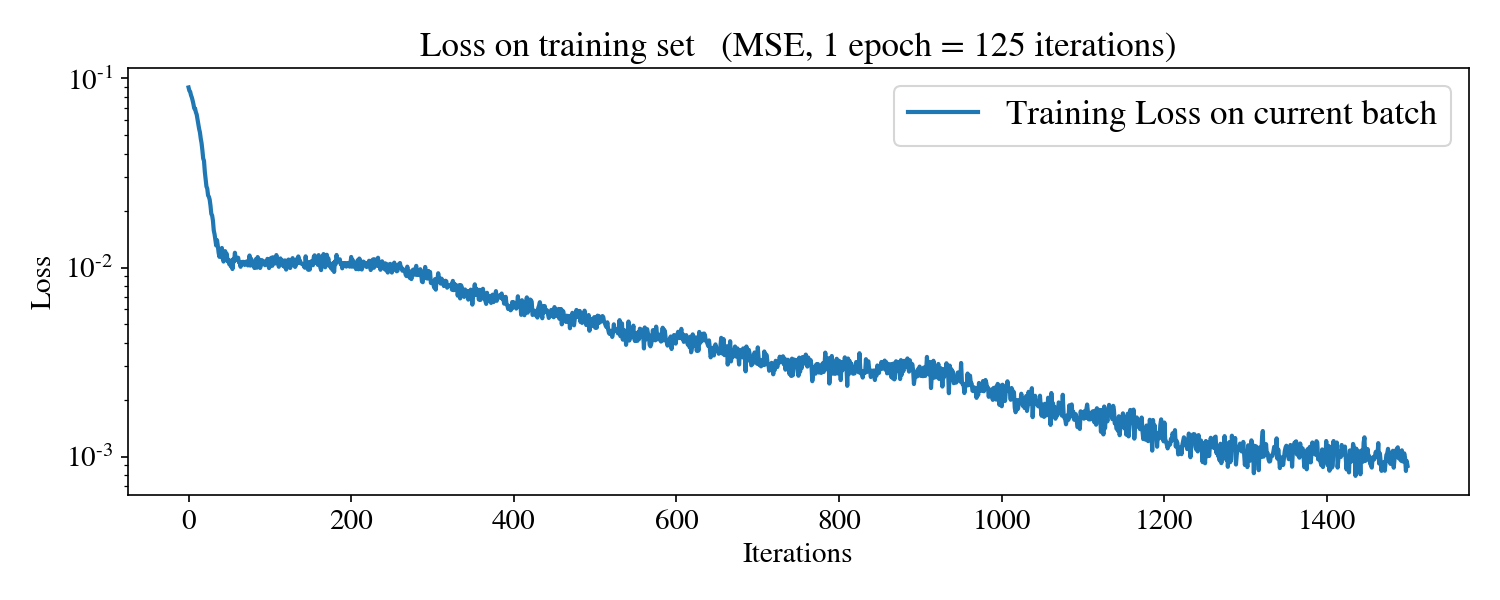 Loss on training set   (MSE, 1 epoch = 125 iterations)
Training Loss on current batch
Loss
10⁻¹
10⁻²
10⁻³
0 200 400 600 800 1000 1200 1400
Iterations